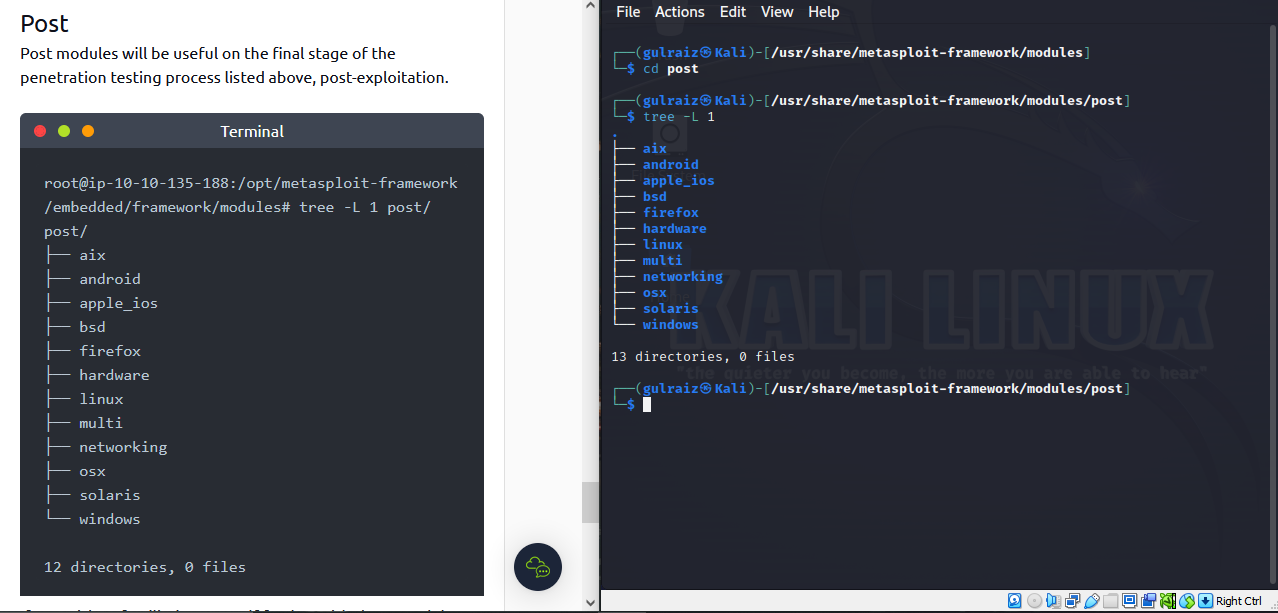 Post
Post modules will be useful on the final stage of the
penetration testing process listed above, post-exploitation.
Terminal
root@ip-10-10-135-188:/opt/metasploit-framework
/embedded/framework/modules# tree -L 1 post/
post/
├── aix
├── android
├── apple_ios
├── bsd
├── firefox
├── hardware
├── linux
├── multi
├── networking
├── osx
├── solaris
└── windows
12 directories, 0 files
File Actions Edit View Help
┌──(gulraiz㉿Kali)-[/usr/share/metasploit-framework/modules]
└─$ cd post
┌──(gulraiz㉿Kali)-[/usr/share/metasploit-framework/modules/post]
└─$ tree -L 1
.
├── aix
├── android
├── apple_ios
├── bsd
├── firefox
├── hardware
├── linux
├── multi
├── networking
├── osx
├── solaris
└── windows
13 directories, 0 files
┌──(gulraiz㉿Kali)-[/usr/share/metasploit-framework/modules/post]
└─$
KALI LINUX
"the quieter you become, the more you are able to hear"
Right Ctrl